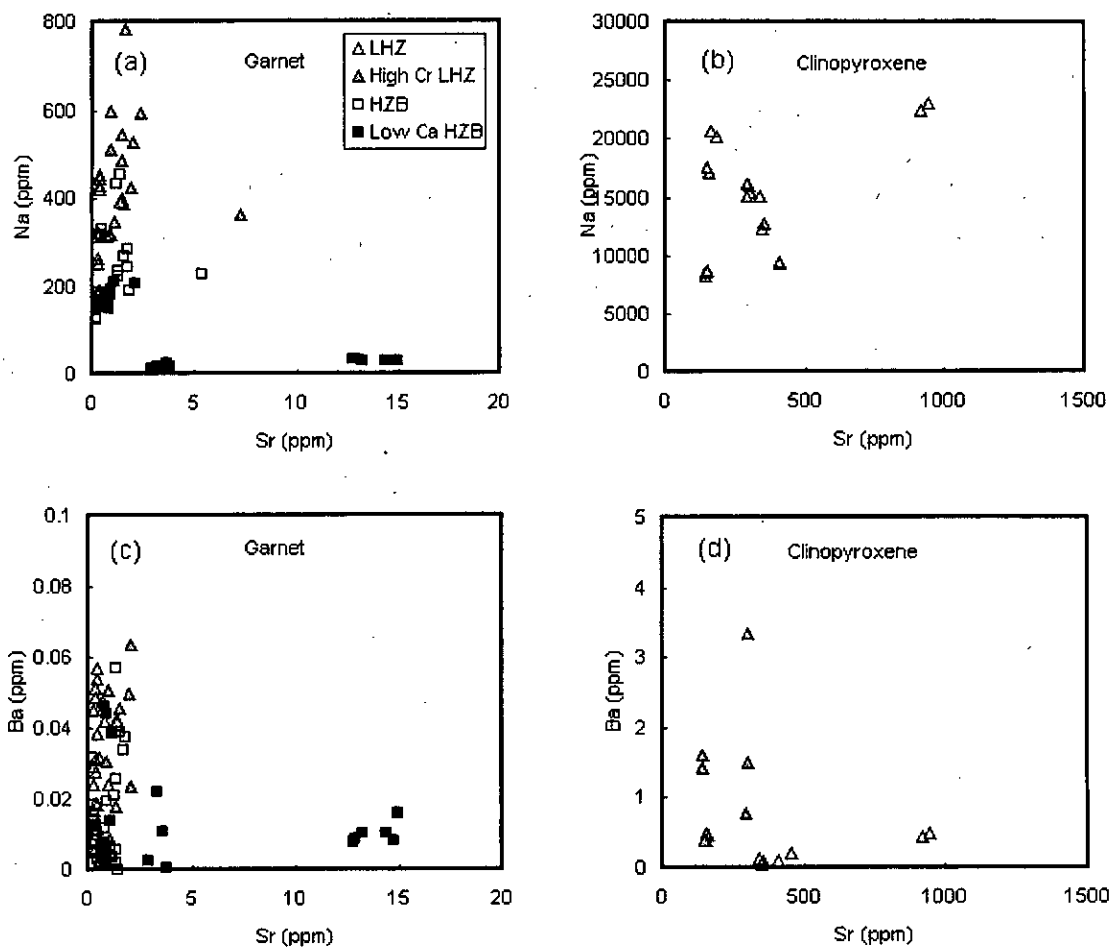 (a)
Garnet
LHZ
High Cr LHZ
HZB
Low Ca HZB
800
600
400
200
0
Na (ppm)
0 5 10 15 20
Sr (ppm)
(b)
Clinopyroxene
30000
25000
20000
15000
10000
5000
0
Na (ppm)
0 500 1000 1500
Sr (ppm)
(c)
Garnet
0.1
0.08
0.06
0.04
0.02
0
Ba (ppm)
0 5 10 15 20
Sr (ppm)
(d)
Clinopyroxene
5
4
3
2
1
0
Ba (ppm)
0 500 1000 1500
Sr (ppm)